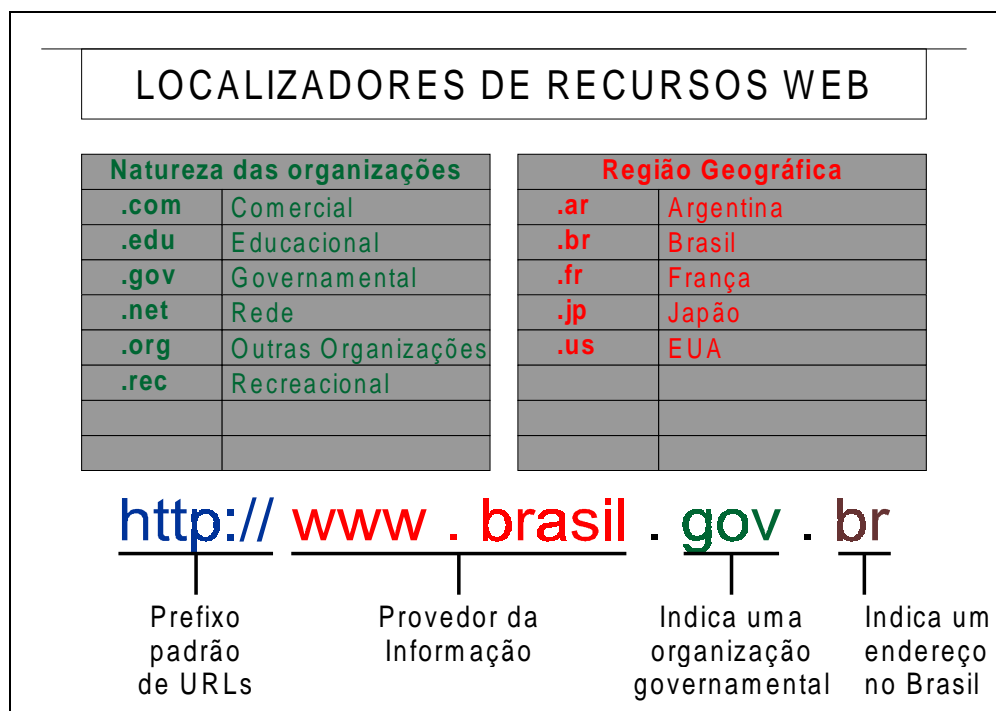 LOCALIZADORES DE RECURSOS WEB
Natureza das organizações
.com Comercial
.edu Educacional
.gov Governamental
.net Rede
.org Outras Organizações
.rec Recreacional
Região Geográfica
.ar Argentina
.br Brasil
.fr França
.jp Japão
.us EUA
http:// www . brasil . gov . br
Prefixo
padrão
de URLs
Provedor da
Informação
Indica uma
organização
governamental
Indica um
endereço
no Brasil